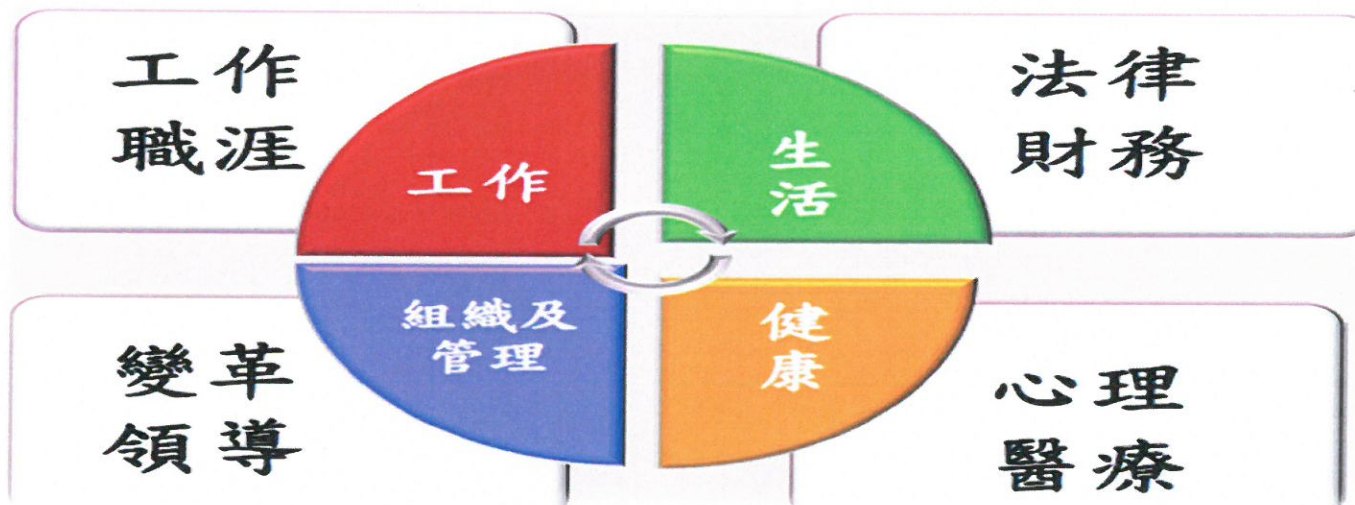 工作
職涯
工作
生
活
法律
財務
變革
領導
組織及
管理
健
康
心理
醫療